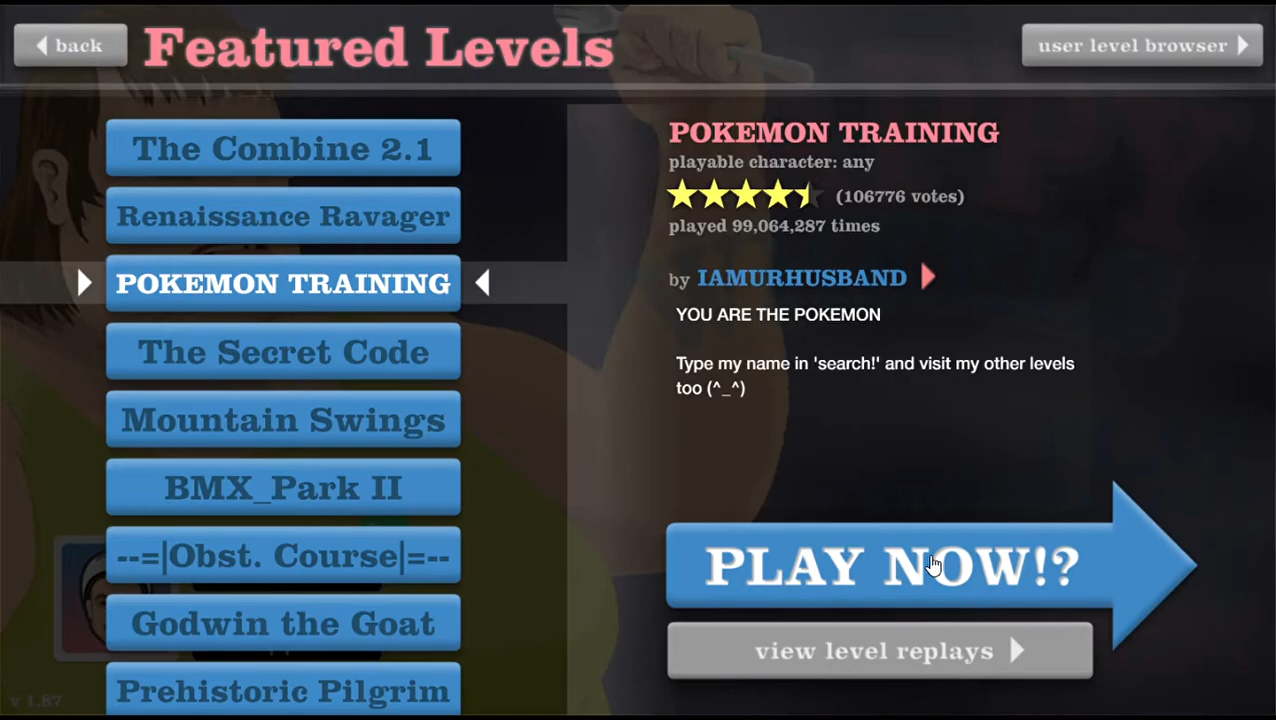 back
Featured Levels
user level browser
The Combine 2.1
Renaissance Ravager
POKEMON TRAINING
The Secret Code
Mountain Swings
BMX_Park II
--=|Obst. Course|=--
Godwin the Goat
Prehistoric Pilgrim
v 1.87
POKEMON TRAINING
playable character: any
(106776 votes)
played 99,064,287 times
by IAMURHUSBAND
YOU ARE THE POKEMON
Type my name in 'search!' and visit my other levels
too (^_^)
PLAY NOW!?
view level replays